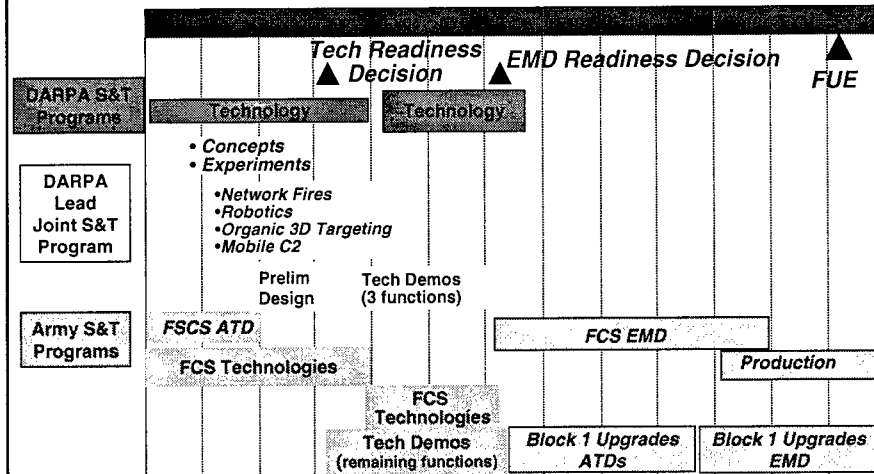 Tech Readiness
Decision
EMD Readiness Decision
FUE
DARPA S&T
Programs
Technology
Technology
• Concepts
• Experiments
•Network Fires
•Robotics
•Organic 3D Targeting
•Mobile C2
DARPA
Lead
Joint S&T
Program
Prelim
Design
Tech Demos
(3 functions)
Army S&T
Programs
FSCS ATD
FCS EMD
FCS Technologies
Production
FCS
Technologies
Tech Demos
(remaining functions)
Block 1 Upgrades
ATDs
Block 1 Upgrades
EMD